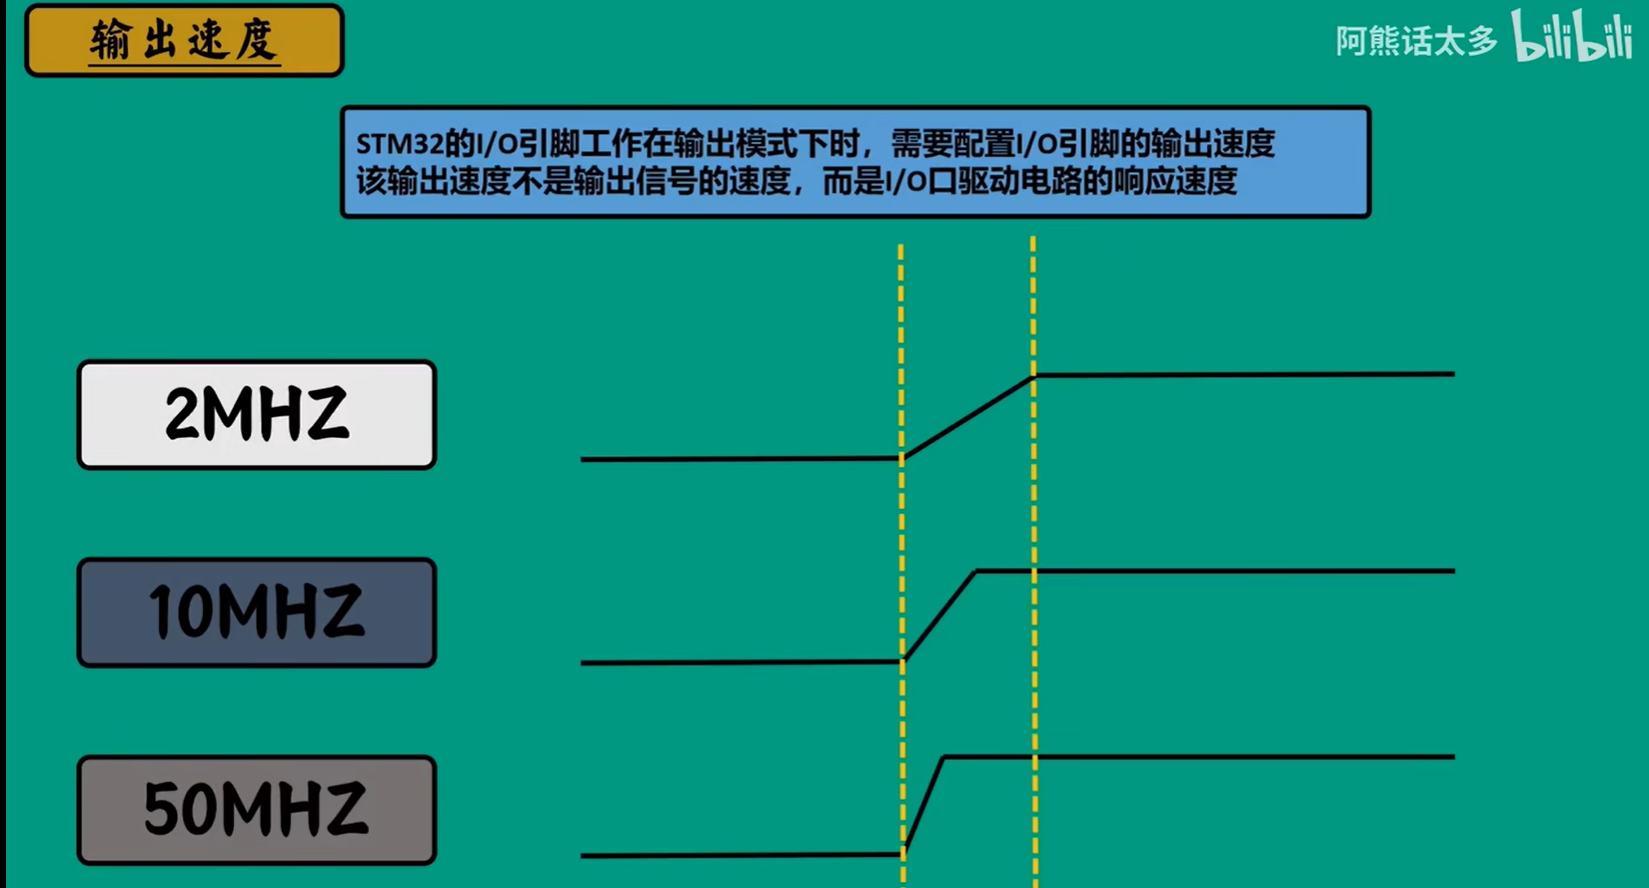 输出速度
阿熊话太多 bilibili
STM32的I/O引脚工作在输出模式下时，需要配置I/O引脚的输出速度
该输出速度不是输出信号的速度，而是I/O口驱动电路的响应速度
2MHZ
10MHZ
50MHZ